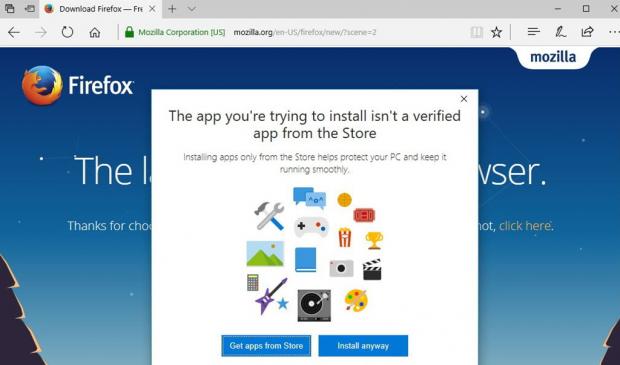 Download Firefox — Fre
Mozilla Corporation [US] mozilla.org/en-US/firefox/new/?scene=2
mozilla
Firefox
The la
wser.
Thanks for choo
not, click here.
The app you're trying to install isn't a verified
app from the Store
Installing apps only from the Store helps protect your PC and keep it
running smoothly.
Get apps from Store
Install anyway